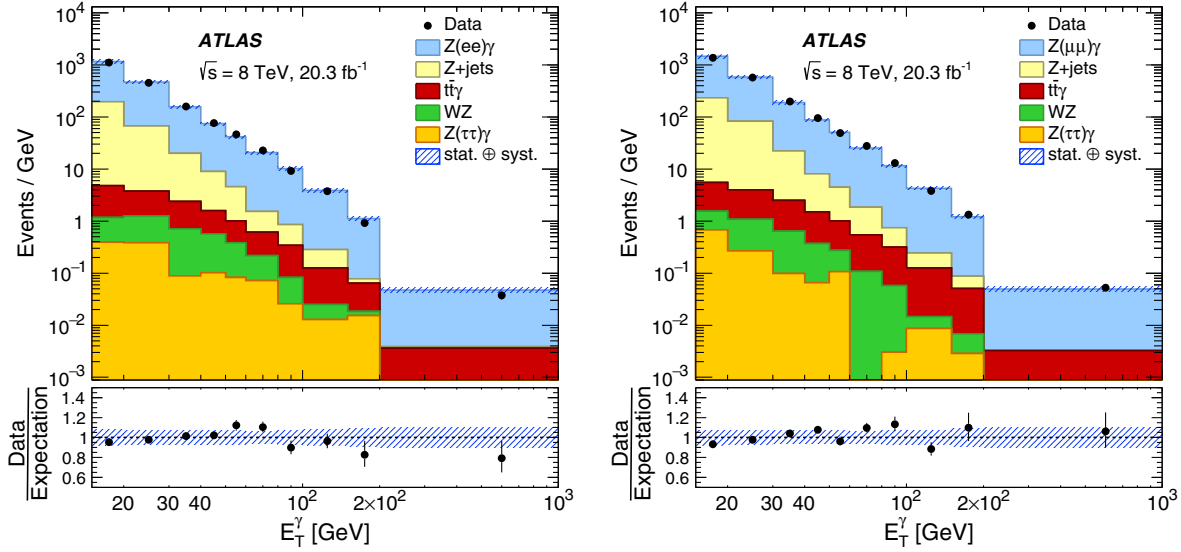 Events / GeV
10⁴
10³
10²
10
1
10⁻¹
10⁻²
10⁻³
ATLAS
√s = 8 TeV, 20.3 fb⁻¹
Data
Z(ee)γ
Z+jets
tt̄γ
WZ
Z(ττ)γ
stat. ⊕ syst.
Data
Expectation
1.4
1.2
1
0.8
0.6
20 30 40 10² 2×10² 10³
E_T^γ [GeV]
Events / GeV
10⁴
10³
10²
10
1
10⁻¹
10⁻²
10⁻³
ATLAS
√s = 8 TeV, 20.3 fb⁻¹
Data
Z(μμ)γ
Z+jets
tt̄γ
WZ
Z(ττ)γ
stat. ⊕ syst.
Data
Expectation
1.4
1.2
1
0.8
0.6
20 30 40 10² 2×10² 10³
E_T^γ [GeV]